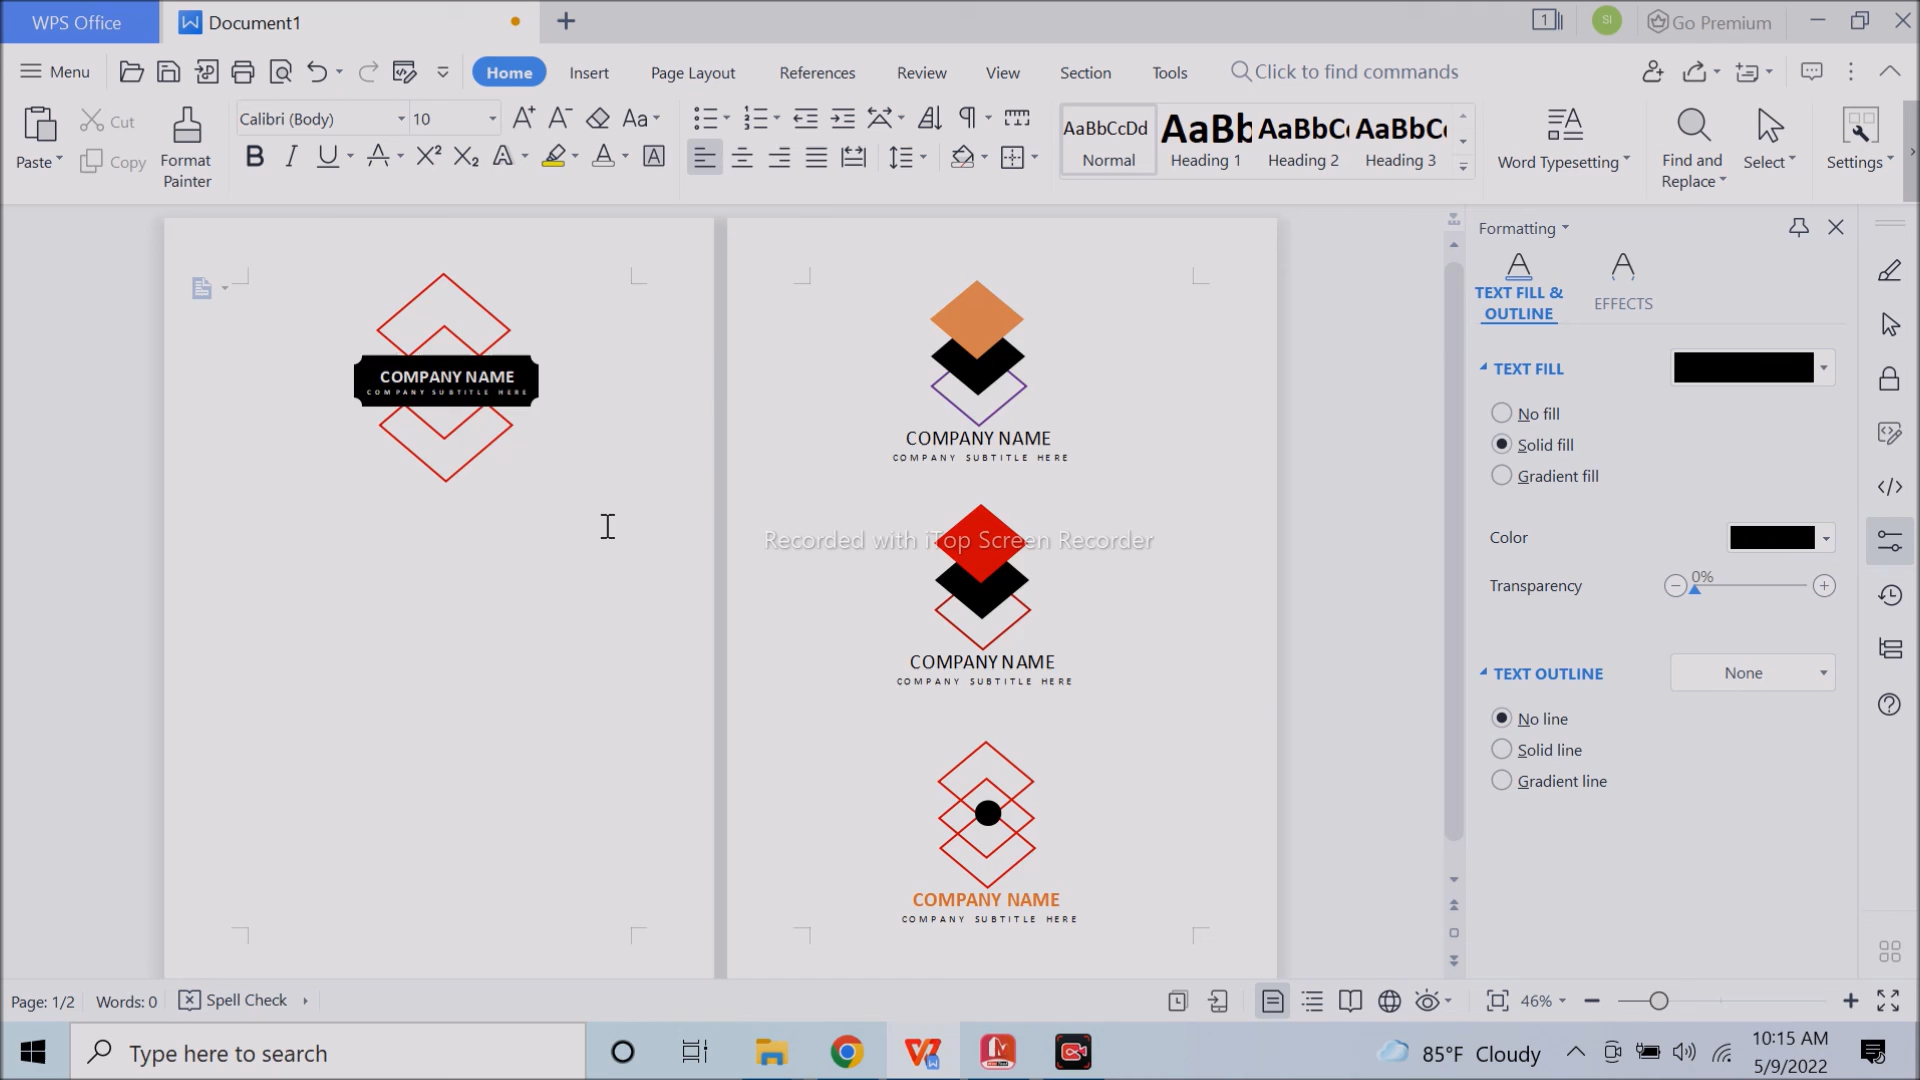 WPS Office
Document1
1
SI
Go Premium
Menu
Home
Insert
Page Layout
References
Review
View
Section
Tools
Click to find commands
Paste
Cut
Copy
Format
Painter
Calibri (Body)
10
AaBbCcDd
Normal
AaBb
Heading 1
AaBbC
Heading 2
AaBbC
Heading 3
Word Typesetting
Find and
Replace
Select
Settings
COMPANY NAME
COMPANY SUBTITLE HERE
COMPANY NAME
COMPANY SUBTITLE HERE
Recorded with iTop Screen Recorder
COMPANY NAME
COMPANY SUBTITLE HERE
COMPANY NAME
COMPANY SUBTITLE HERE
Formatting
TEXT FILL &
OUTLINE
EFFECTS
TEXT FILL
No fill
Solid fill
Gradient fill
Color
Transparency
0%
TEXT OUTLINE
None
No line
Solid line
Gradient line
Page: 1/2
Words: 0
Spell Check
46%
Type here to search
85°F Cloudy
10:15 AM
5/9/2022